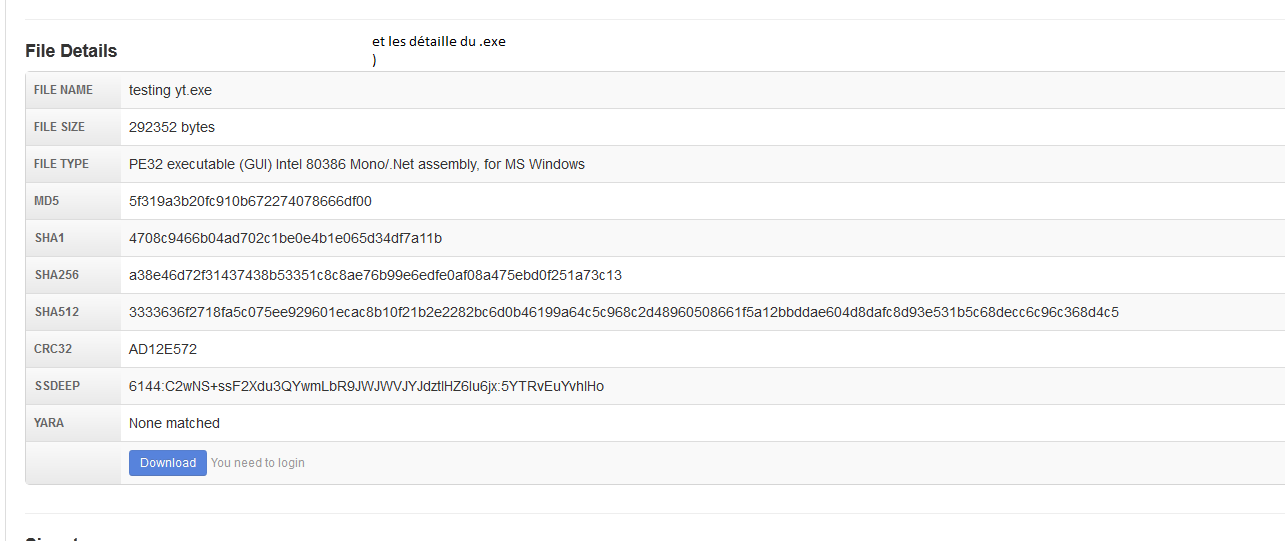 et les détaille du .exe
File Details
)
FILE NAME testing yt.exe
FILE SIZE 292352 bytes
FILE TYPE PE32 executable (GUI) Intel 80386 Mono/.Net assembly, for MS Windows
MD5 5f319a3b20fc910b672274078666df00
SHA1 4708c9466b04ad702c1be0e4b1e065d34df7a11b
SHA256 a38e46d72f31437438b53351c8c8ae76b99e6edfe0af08a475ebd0f251a73c13
SHA512 3333636f2718fa5c075ee929601ecac8b10f21b2e2282bc6d0b46199a64c5c968c2d48960508661f5a12bbddae604d8dafc8d93e531b5c68decc6c96c368d4c5
CRC32 AD12E572
SSDEEP 6144:C2wNS+ssF2Xdu3QYwmLbR9JWJWVJYJdztlHZ6lu6jx:5YTRvEuYvhlHo
YARA None matched
Download You need to login